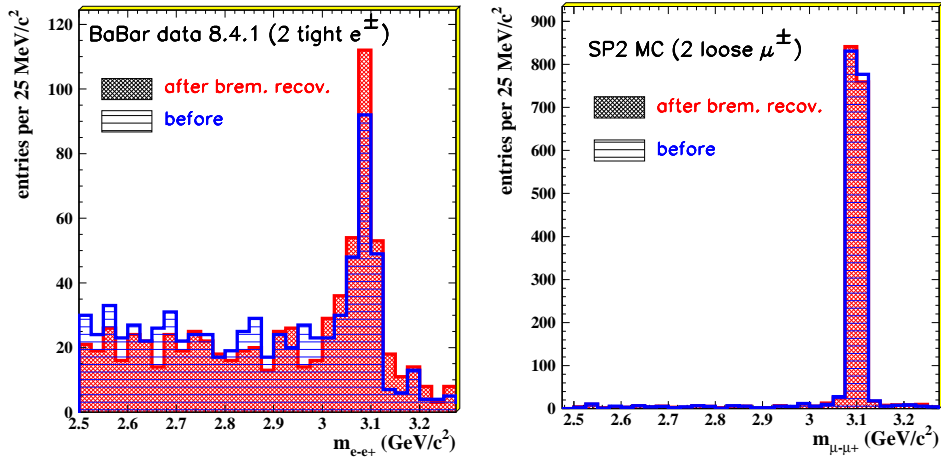 BaBar data 8.4.1 (2 tight e±)
after brem. recov.
before
entries per 25 MeV/c²
120
100
80
60
40
20
0
2.5 2.6 2.7 2.8 2.9 3 3.1 3.2
m e-e+ (GeV/c²)
SP2 MC (2 loose μ±)
after brem. recov.
before
entries per 25 MeV/c²
900
800
700
600
500
400
300
200
100
0
2.5 2.6 2.7 2.8 2.9 3 3.1 3.2
m μ-μ+ (GeV/c²)